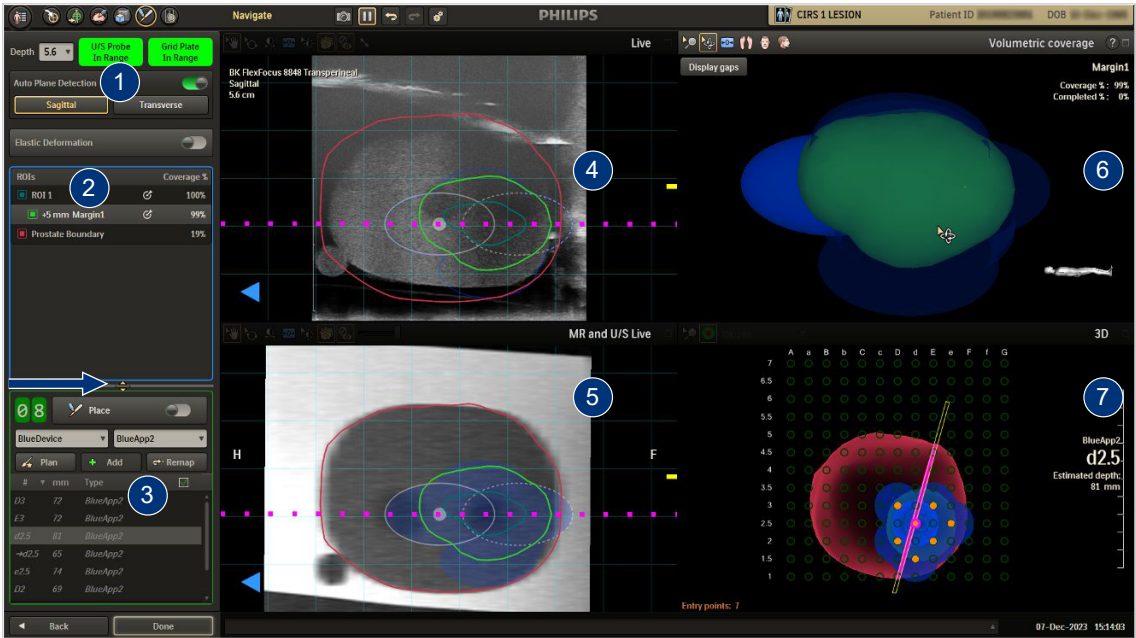 Navigate
PHILIPS
CIRS 1 LESION
Patient ID
DOB
Depth 5.6
U/S Probe
In Range
Grid Plate
In Range
Auto Plane Detection
1
Sagittal
Transverse
Elastic Deformation
ROIs
Coverage %
2
ROI 1
100%
+5 mm Margin1
99%
Prostate Boundary
19%
08
Place
BlueDevice
BlueApp2
Plan
Add
Remap
# mm Type
3
D3 72 BlueApp2
E3 72 BlueApp2
d2.5 81 BlueApp2
→d2.5 65 BlueApp2
e2.5 74 BlueApp2
D2 69 BlueApp2
Back
Done
Live
BK FlexFocus 8848 Transperineal
Sagittal
5.6 cm
4
MR and U/S Live
5
H
F
Volumetric coverage
Display gaps
Margin1
Coverage %: 99%
Completed %: 0%
6
3D
A a B b C c D d E e F f G
7
6.5
6
5.5
5
4.5
4
3.5
3
2.5
2
1.5
1
7
BlueApp2
d2.5
Estimated depth:
81 mm
Entry points: 7
07-Dec-2023 15:14:03